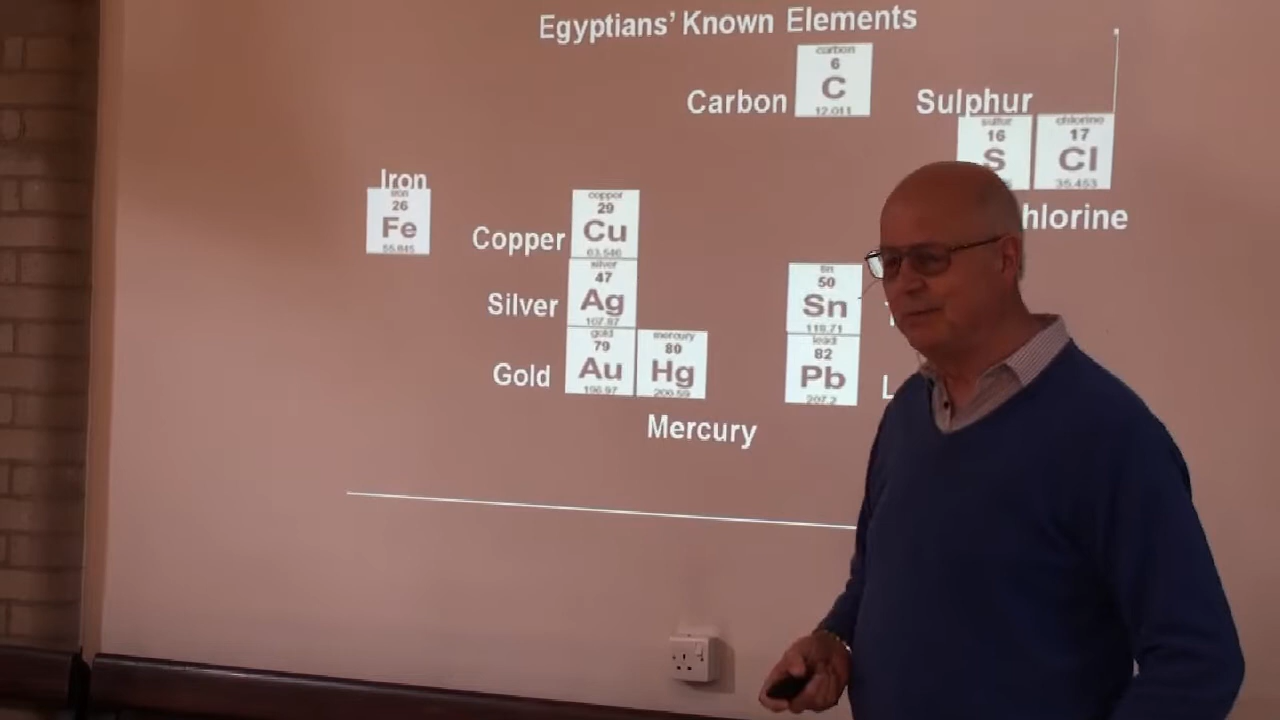 Egyptians' Known Elements
carbon
6
C
12.011
Carbon
Sulphur
sulfur
16
S
chlorine
17
Cl
35.453
hlorine
Iron
iron
26
Fe
55.845
Copper
copper
29
Cu
63.546
Silver
silver
47
Ag
107.87
Gold
gold
79
Au
196.97
mercury
80
Hg
200.59
Mercury
tin
50
Sn
118.71
lead
82
Pb
207.2
L